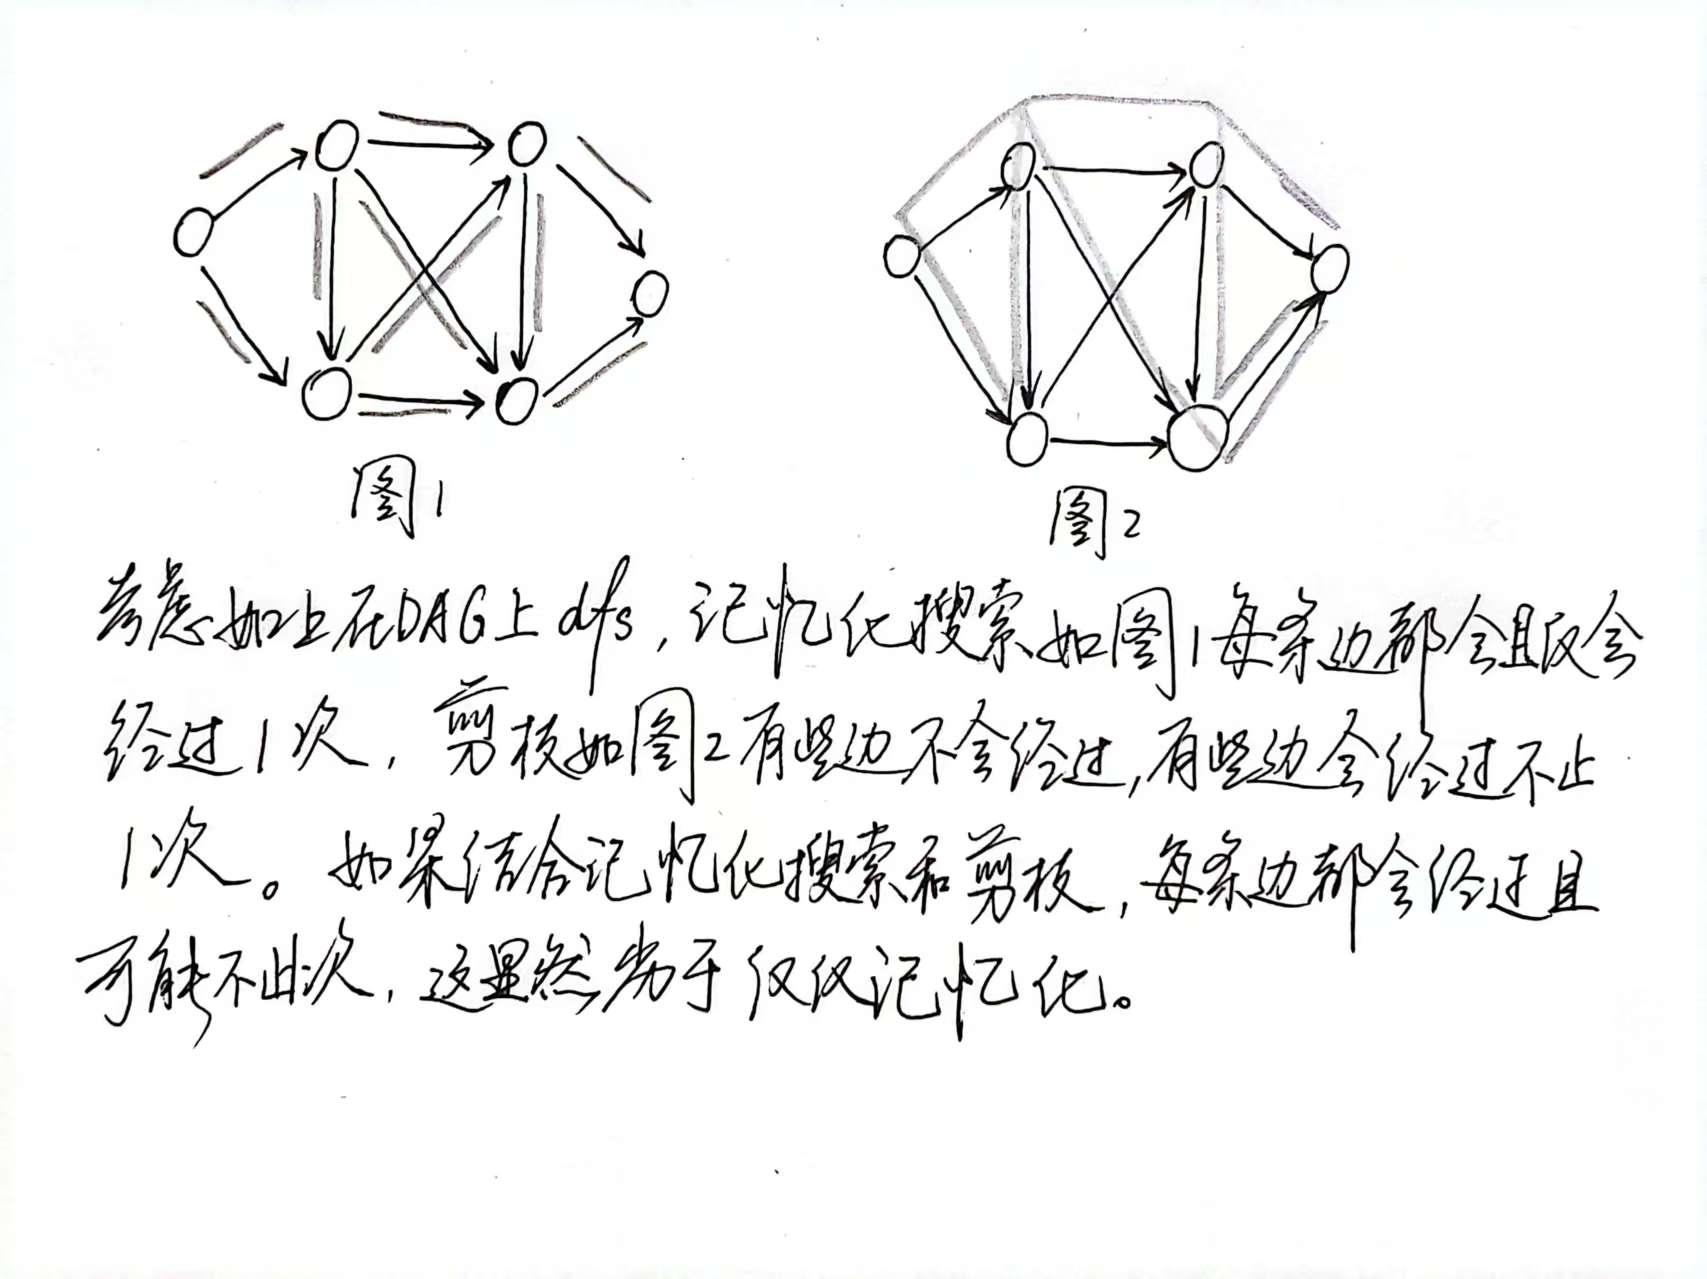 图1
图2
考虑如上在DAG上dfs,记忆化搜索如图1每条边都会且仅会
经过1次,剪枝如图2有些边不会经过,有些边会经过不止
1次。如果结合记忆化搜索和剪枝,每条边都会经过且
可能不止1次,这显然劣于仅仅记忆化。